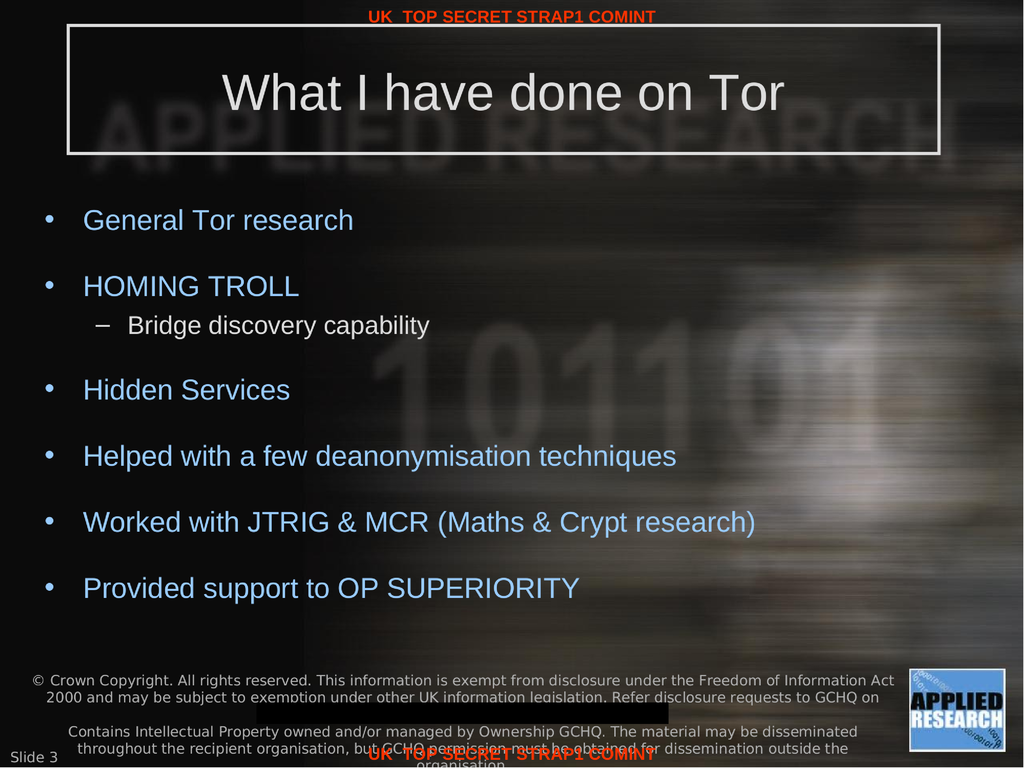 UK TOP SECRET STRAP1 COMINT
What I have done on Tor
APPLIED RESEARCH
• General Tor research
• HOMING TROLL
– Bridge discovery capability
101101
• Hidden Services
• Helped with a few deanonymisation techniques
• Worked with JTRIG & MCR (Maths & Crypt research)
• Provided support to OP SUPERIORITY
© Crown Copyright. All rights reserved. This information is exempt from disclosure under the Freedom of Information Act
2000 and may be subject to exemption under other UK information legislation. Refer disclosure requests to GCHQ on
Contains Intellectual Property owned and/or managed by Ownership GCHQ. The material may be disseminated
throughout the recipient organisation, but GCHQ permission must be obtained for dissemination outside the
organisation.
UK TOP SECRET STRAP1 COMINT
Slide 3
APPLIED
RESEARCH